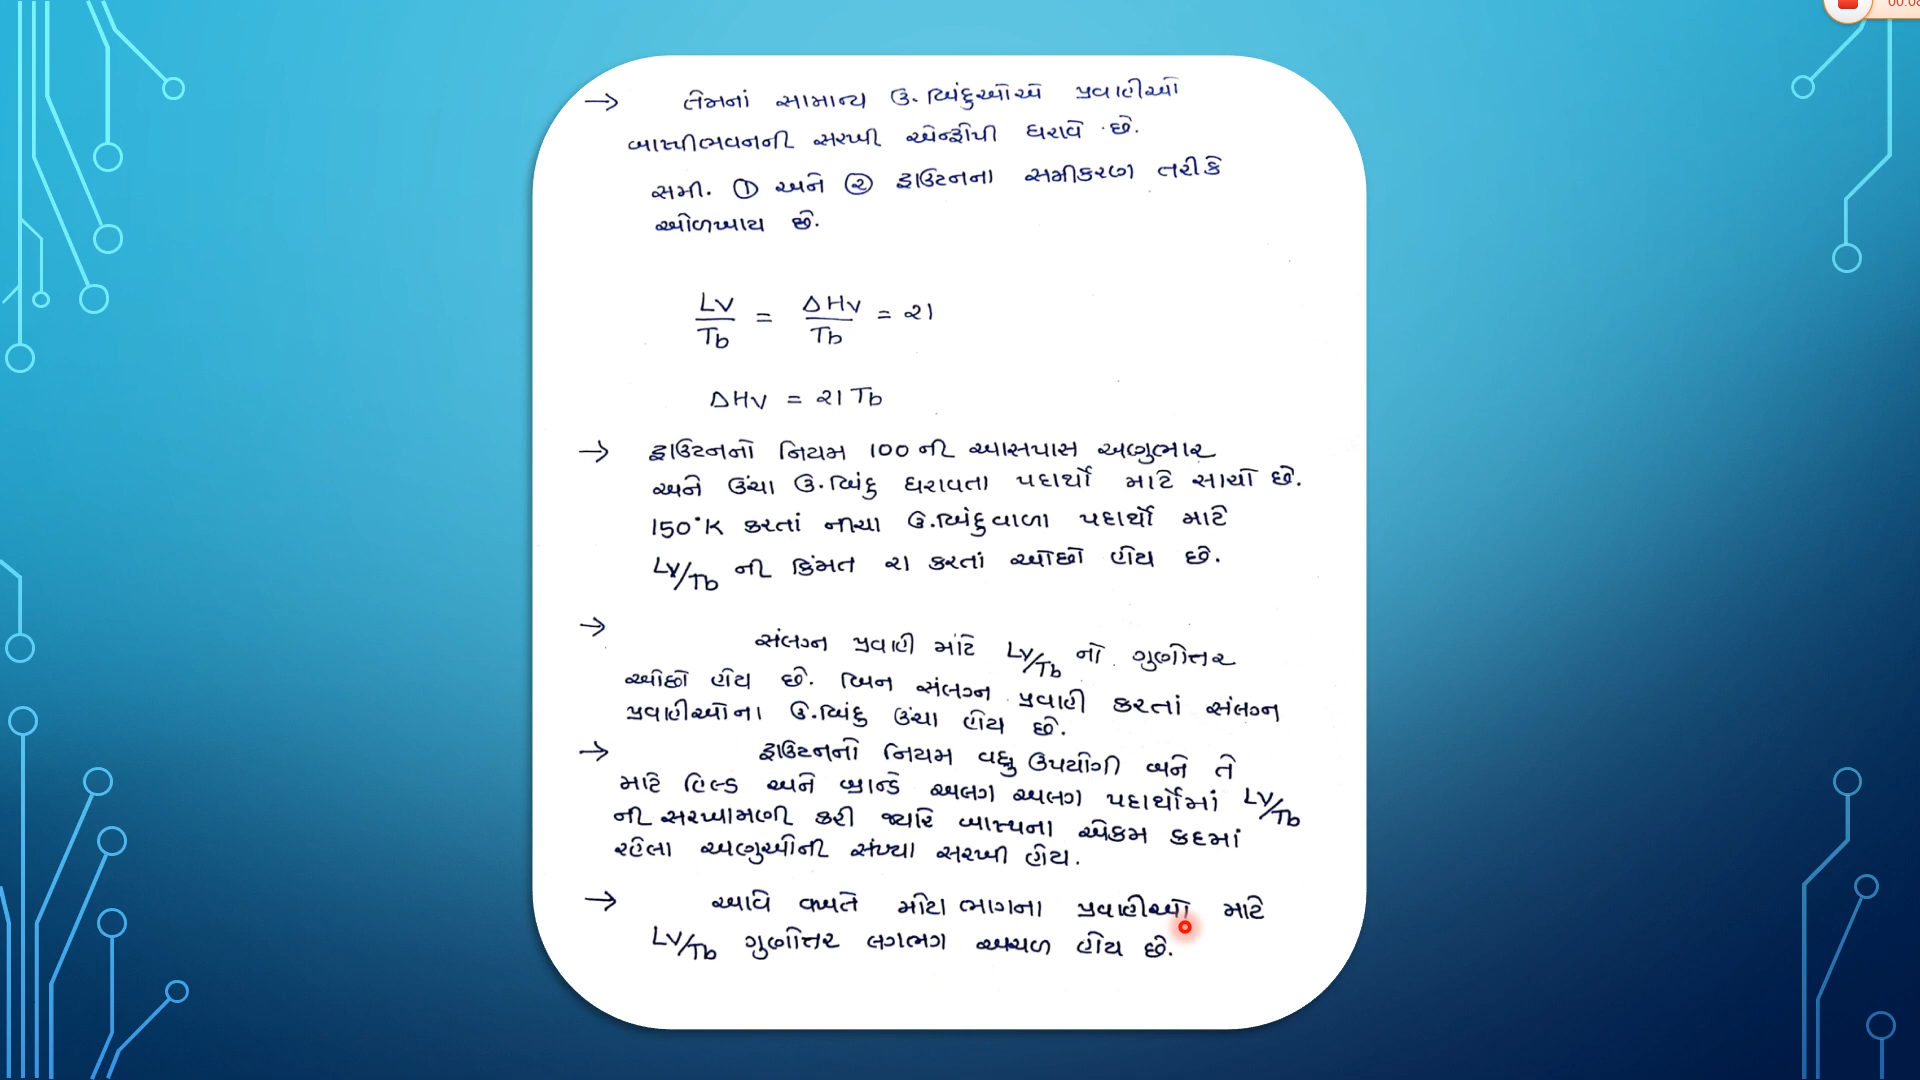 → તેમનાં સામાન્ય ઉ. બિંદુઓએ પ્રવાહીઓ
બાષ્પીભવનની સરખી એન્ટ્રોપી ધરાવે છે.
સમી. ① અને ② ટ્રાઉટનના સમીકરણ તરીકે
ઓળખાય છે.
Lv/Tb = ΔHv/Tb = ૨૧
ΔHv = ૨૧ Tb
→ ટ્રાઉટનનો નિયમ 100 ની આસપાસ અણુભાર
અને ઉંચા ઉ.બિંદુ ધરાવતા પદાર્થો માટે સાચો છે.
150°K કરતાં નીચા ઉ.બિંદુવાળા પદાર્થો માટે
Lv/Tb ની કિંમત ૨૧ કરતાં ઓછી હોય છે.
→ સંલગ્ન પ્રવાહી માટે Lv/Tb નો ગુણોત્તર
ઓછો હોય છે. બિન સંલગ્ન પ્રવાહી કરતાં સંલગ્ન
પ્રવાહીઓના ઉ.બિંદુ ઉંચા હોય છે.
→ ટ્રાઉટનનો નિયમ વધુ ઉપયોગી બને તે
માટે હિલ્ડ અને બ્રાન્ડે અલગ અલગ પદાર્થોમાં Lv/Tb
ની સરખામણી કરી જ્યારે બાષ્પના એકમ કદમાં
રહેલા અણુઓની સંખ્યા સરખી હોય.
→ આવે વખતે મોટા ભાગના પ્રવાહીઓ માટે
Lv/Tb ગુણોત્તર લગભગ અચળ હોય છે.